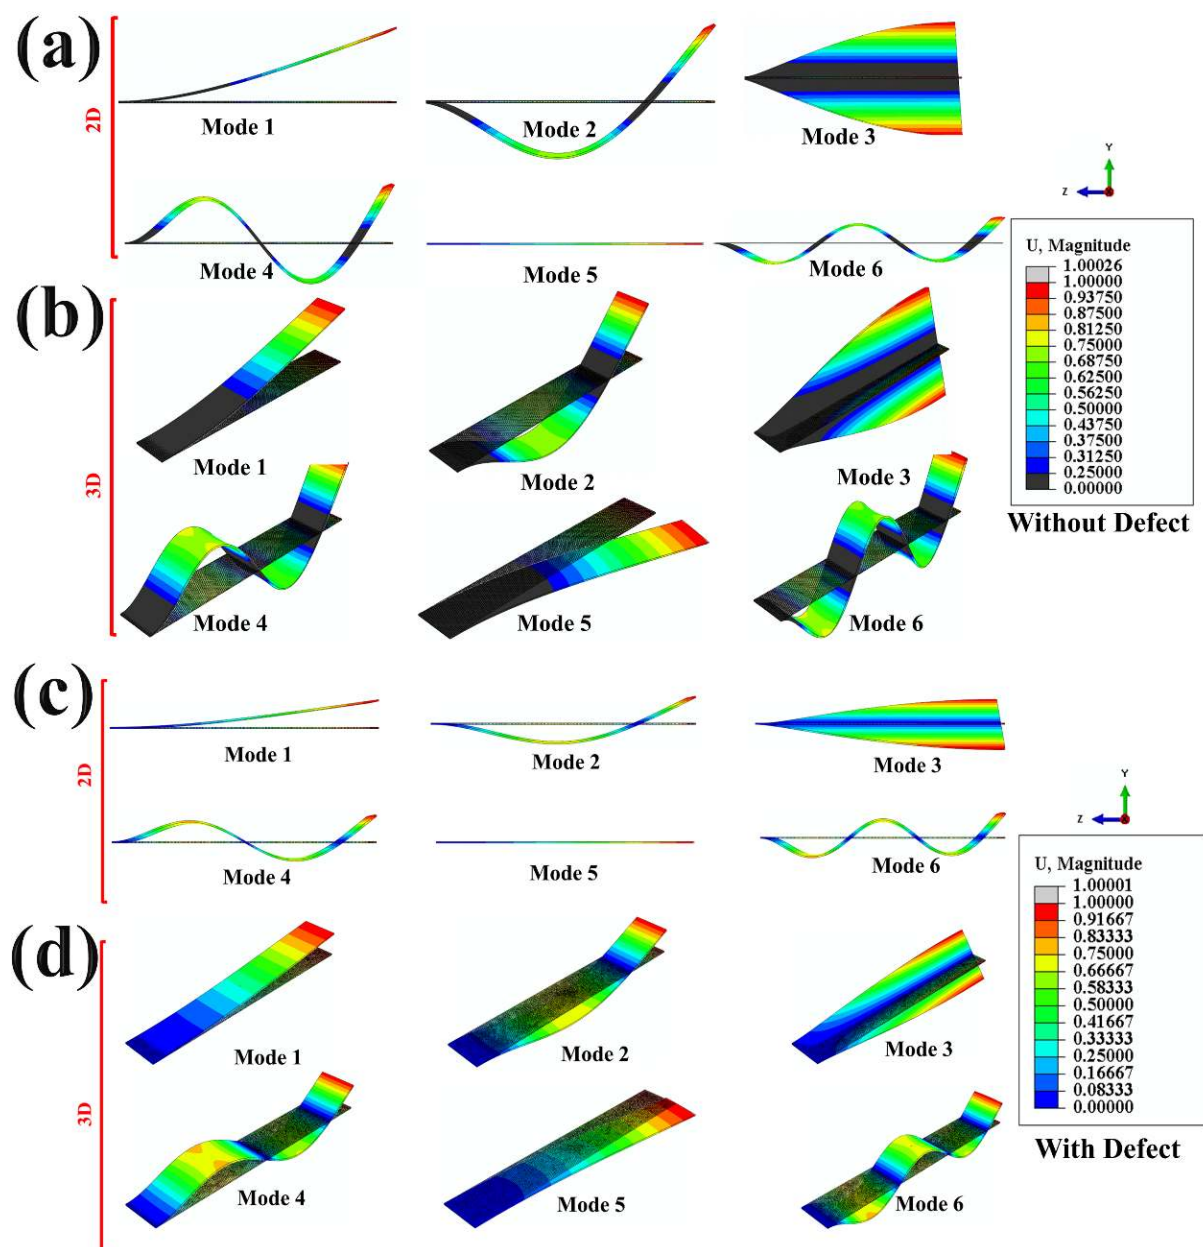 (a)
2D
Mode 1
Mode 2
Mode 3
Mode 4
Mode 5
Mode 6
Y
Z
X
U, Magnitude
1.00026
1.00000
0.93750
0.87500
0.81250
0.75000
0.68750
0.62500
0.56250
0.50000
0.43750
0.37500
0.31250
0.25000
0.00000
Without Defect
(b)
3D
Mode 1
Mode 2
Mode 3
Mode 4
Mode 5
Mode 6
(c)
2D
Mode 1
Mode 2
Mode 3
Mode 4
Mode 5
Mode 6
Y
Z
X
U, Magnitude
1.00001
1.00000
0.91667
0.83333
0.75000
0.66667
0.58333
0.50000
0.41667
0.33333
0.25000
0.16667
0.08333
0.00000
With Defect
(d)
3D
Mode 1
Mode 2
Mode 3
Mode 4
Mode 5
Mode 6